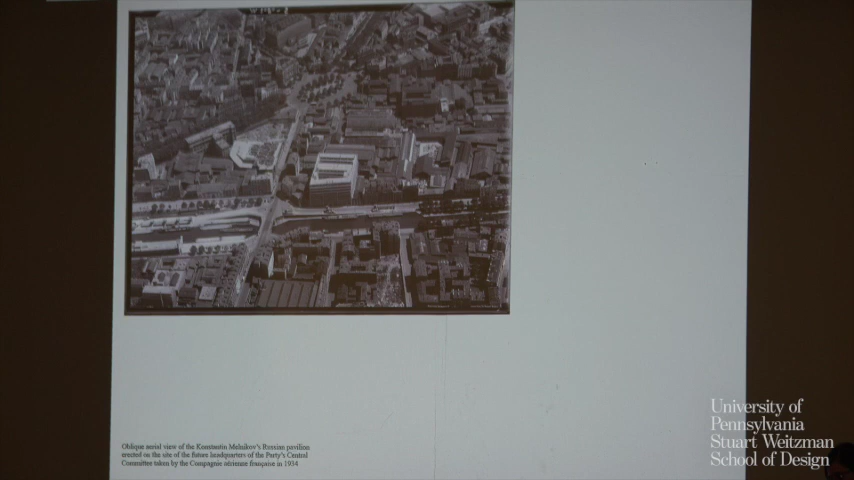 Oblique aerial view of the Konstantin Melnikov's Russian pavilion
erected on the site of the future headquarters of the Party's Central
Committee taken by the Compagnie aérienne française in 1934
University of
Pennsylvania
Stuart Weitzman
School of Design